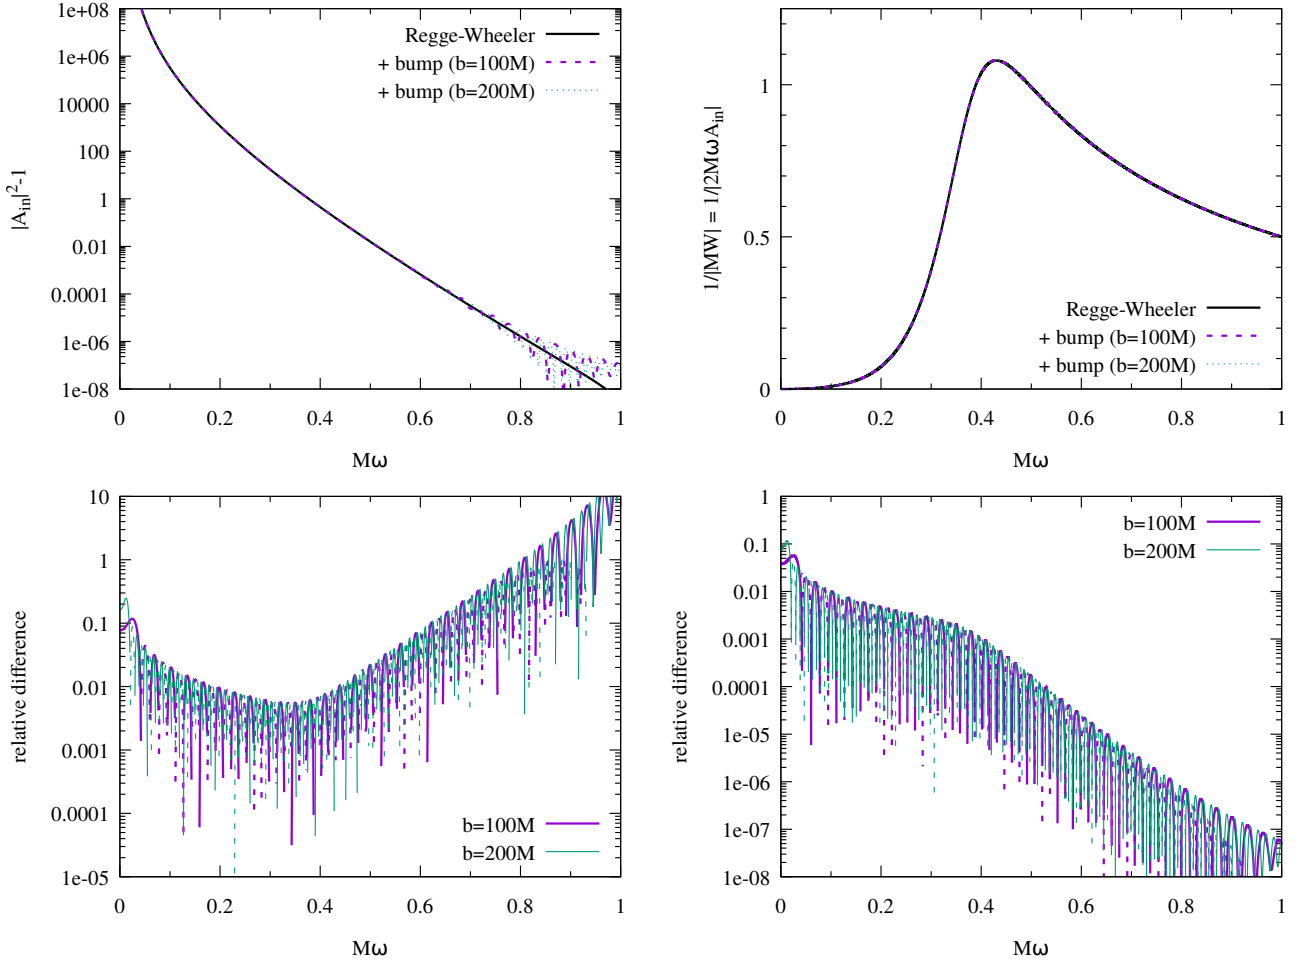 1e+08
1e+06
10000
100
1
0.01
0.0001
1e-06
1e-08
|A_in|^2-1
Regge-Wheeler
+ bump (b=100M)
+ bump (b=200M)
0 0.2 0.4 0.6 0.8 1
Mω
1
0.5
0
1/|MW| = 1/|2MωA_in|
Regge-Wheeler
+ bump (b=100M)
+ bump (b=200M)
0 0.2 0.4 0.6 0.8 1
Mω
10
1
0.1
0.01
0.001
0.0001
1e-05
relative difference
b=100M
b=200M
0 0.2 0.4 0.6 0.8 1
Mω
1
0.1
0.01
0.001
0.0001
1e-05
1e-06
1e-07
1e-08
relative difference
b=100M
b=200M
0 0.2 0.4 0.6 0.8 1
Mω